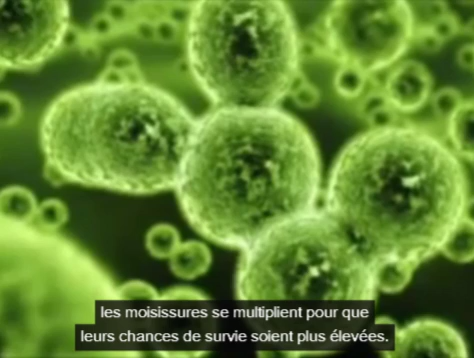 les moisissures se multiplient pour que
leurs chances de survie soient plus élevées.